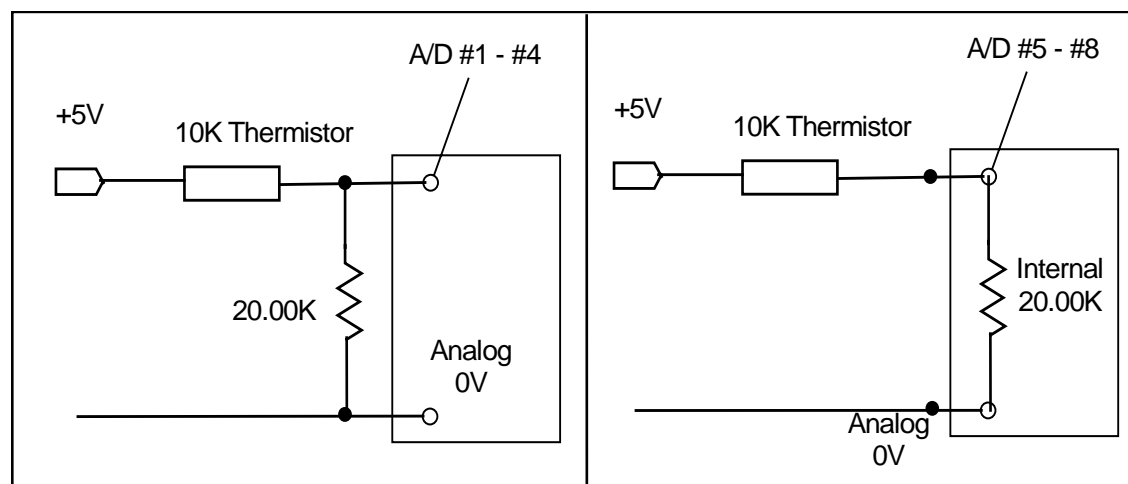 A/D #1 - #4
+5V
10K Thermistor
20.00K
Analog
0V
A/D #5 - #8
+5V
10K Thermistor
Internal
20.00K
Analog
0V